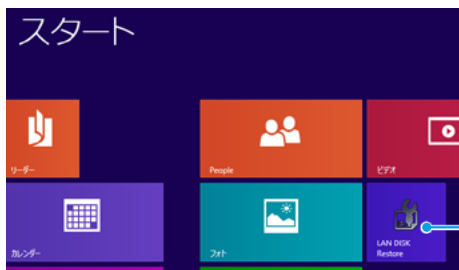 スタート
リーダー
People
ビデオ
カレンダー
フォト
LAN DISK
Restore